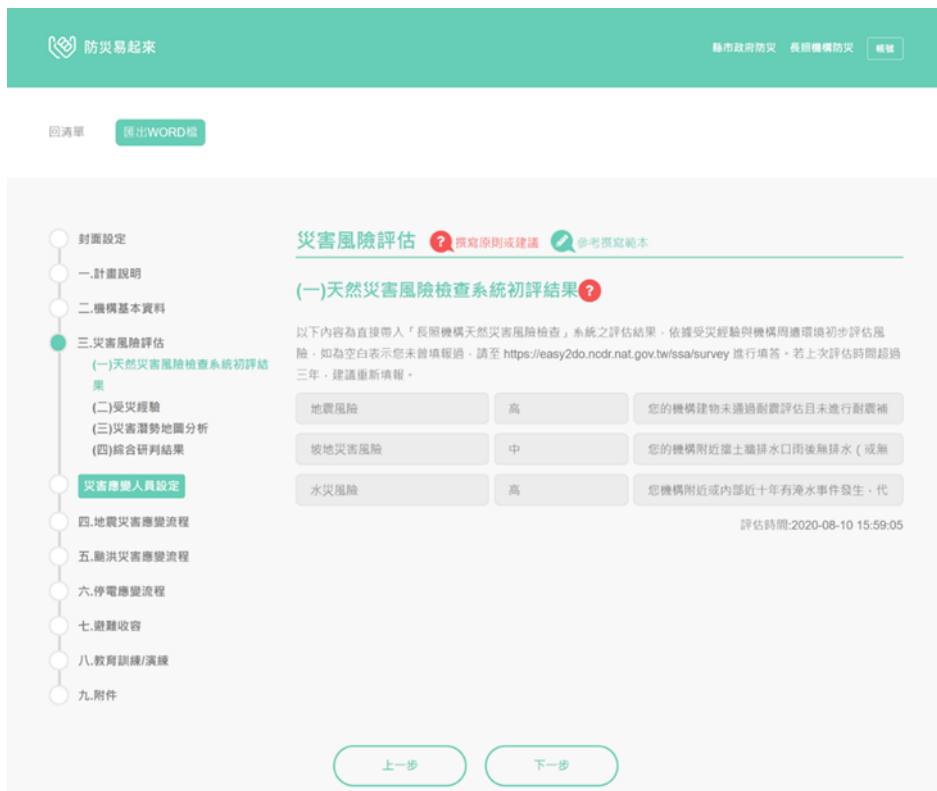 防災易起來
縣市政府防災 長照機構防災 帳號
回清單 匯出WORD檔
封面設定
一.計畫說明
二.機構基本資料
三.災害風險評估
(一)天然災害風險檢查系統初評結
果
(二)受災經驗
(三)災害潛勢地圖分析
(四)綜合研判結果
災害應變人員設定
四.地震災害應變流程
五.颱洪災害應變流程
六.停電應變流程
七.避難收容
八.教育訓練/演練
九.附件
災害風險評估 ? 撰寫原則或建議 參考撰寫範本
(一)天然災害風險檢查系統初評結果?
以下內容為直接帶入「長照機構天然災害風險檢查」系統之評估結果，依據受災經驗與機構周遭環境初步評估風
險，如為空白表示您未曾填報過，請至 https://easy2do.ncdr.nat.gov.tw/ssa/survey 進行填答。若上次評估時間超過
三年，建議重新填報。
地震風險 高 您的機構建物未通過耐震評估且未進行耐震補
坡地災害風險 中 您的機構附近擋土牆排水口雨後無排水（或無
水災風險 高 您機構附近或內部近十年有淹水事件發生、代
評估時間:2020-08-10 15:59:05
上一步 下一步